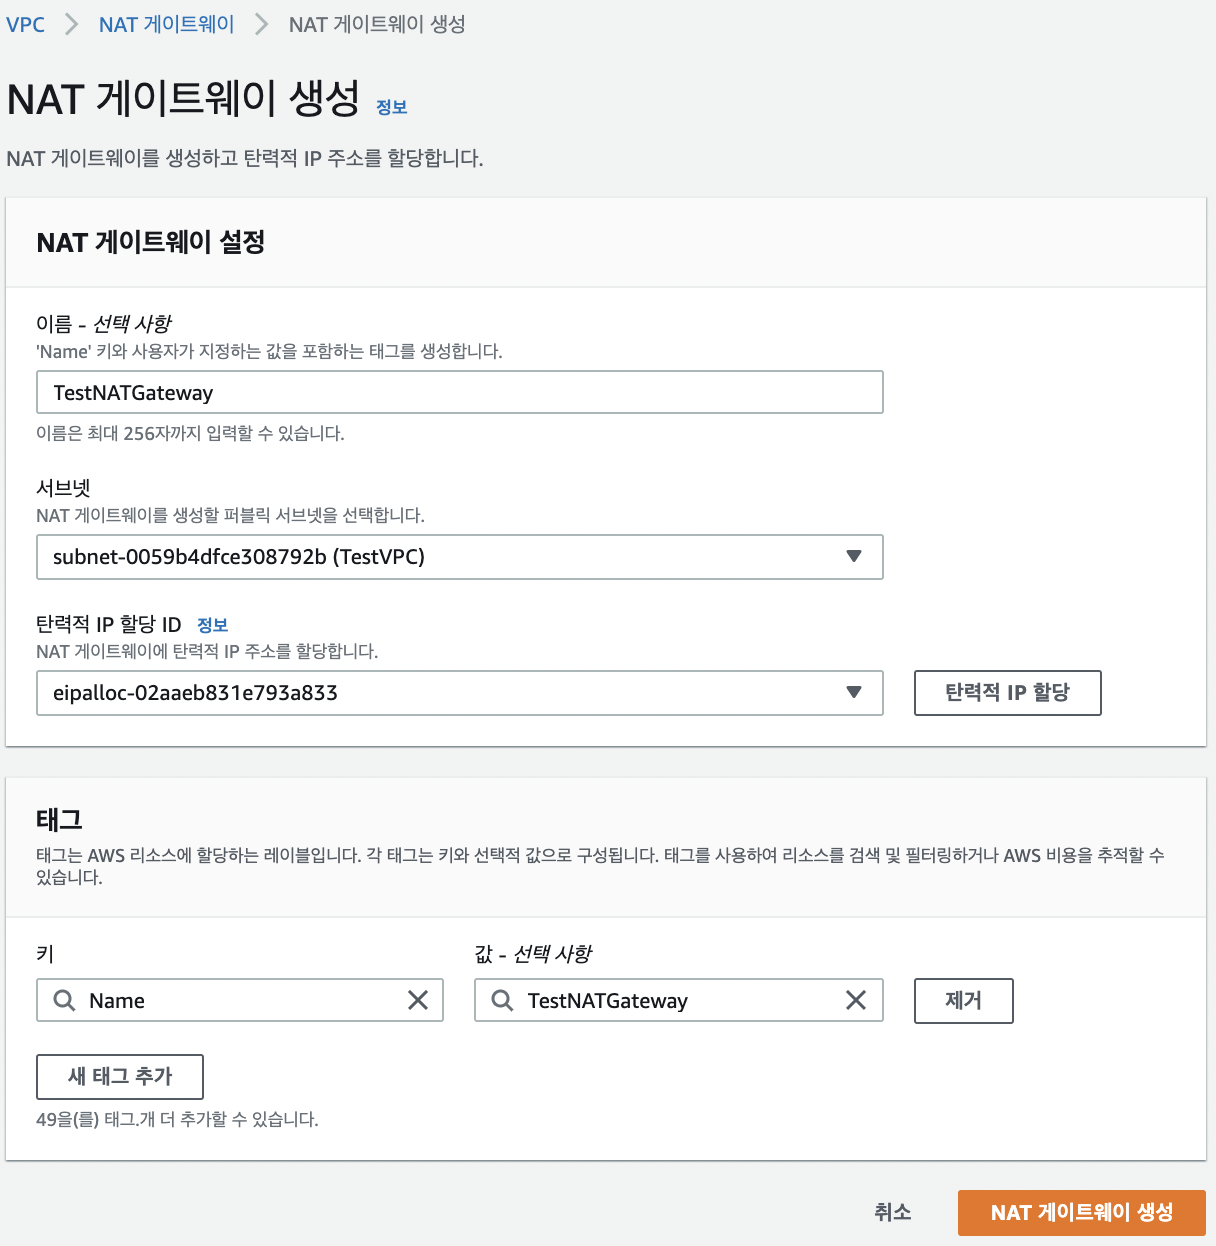 VPC > NAT 게이트웨이 > NAT 게이트웨이 생성
NAT 게이트웨이 생성 정보
NAT 게이트웨이를 생성하고 탄력적 IP 주소를 할당합니다.
NAT 게이트웨이 설정
이름 - 선택 사항
'Name' 키와 사용자가 지정하는 값을 포함하는 태그를 생성합니다.
TestNATGateway
이름은 최대 256자까지 입력할 수 있습니다.
서브넷
NAT 게이트웨이를 생성할 퍼블릭 서브넷을 선택합니다.
subnet-0059b4dfce308792b (TestVPC)
탄력적 IP 할당 ID 정보
NAT 게이트웨이에 탄력적 IP 주소를 할당합니다.
eipalloc-02aaeb831e793a833 탄력적 IP 할당
태그
태그는 AWS 리소스에 할당하는 레이블입니다. 각 태그는 키와 선택적 값으로 구성됩니다. 태그를 사용하여 리소스를 검색 및 필터링하거나 AWS 비용을 추적할 수
있습니다.
키 값 - 선택 사항
Name TestNATGateway 제거
새 태그 추가
49을(를) 태그.개 더 추가할 수 있습니다.
취소 NAT 게이트웨이 생성